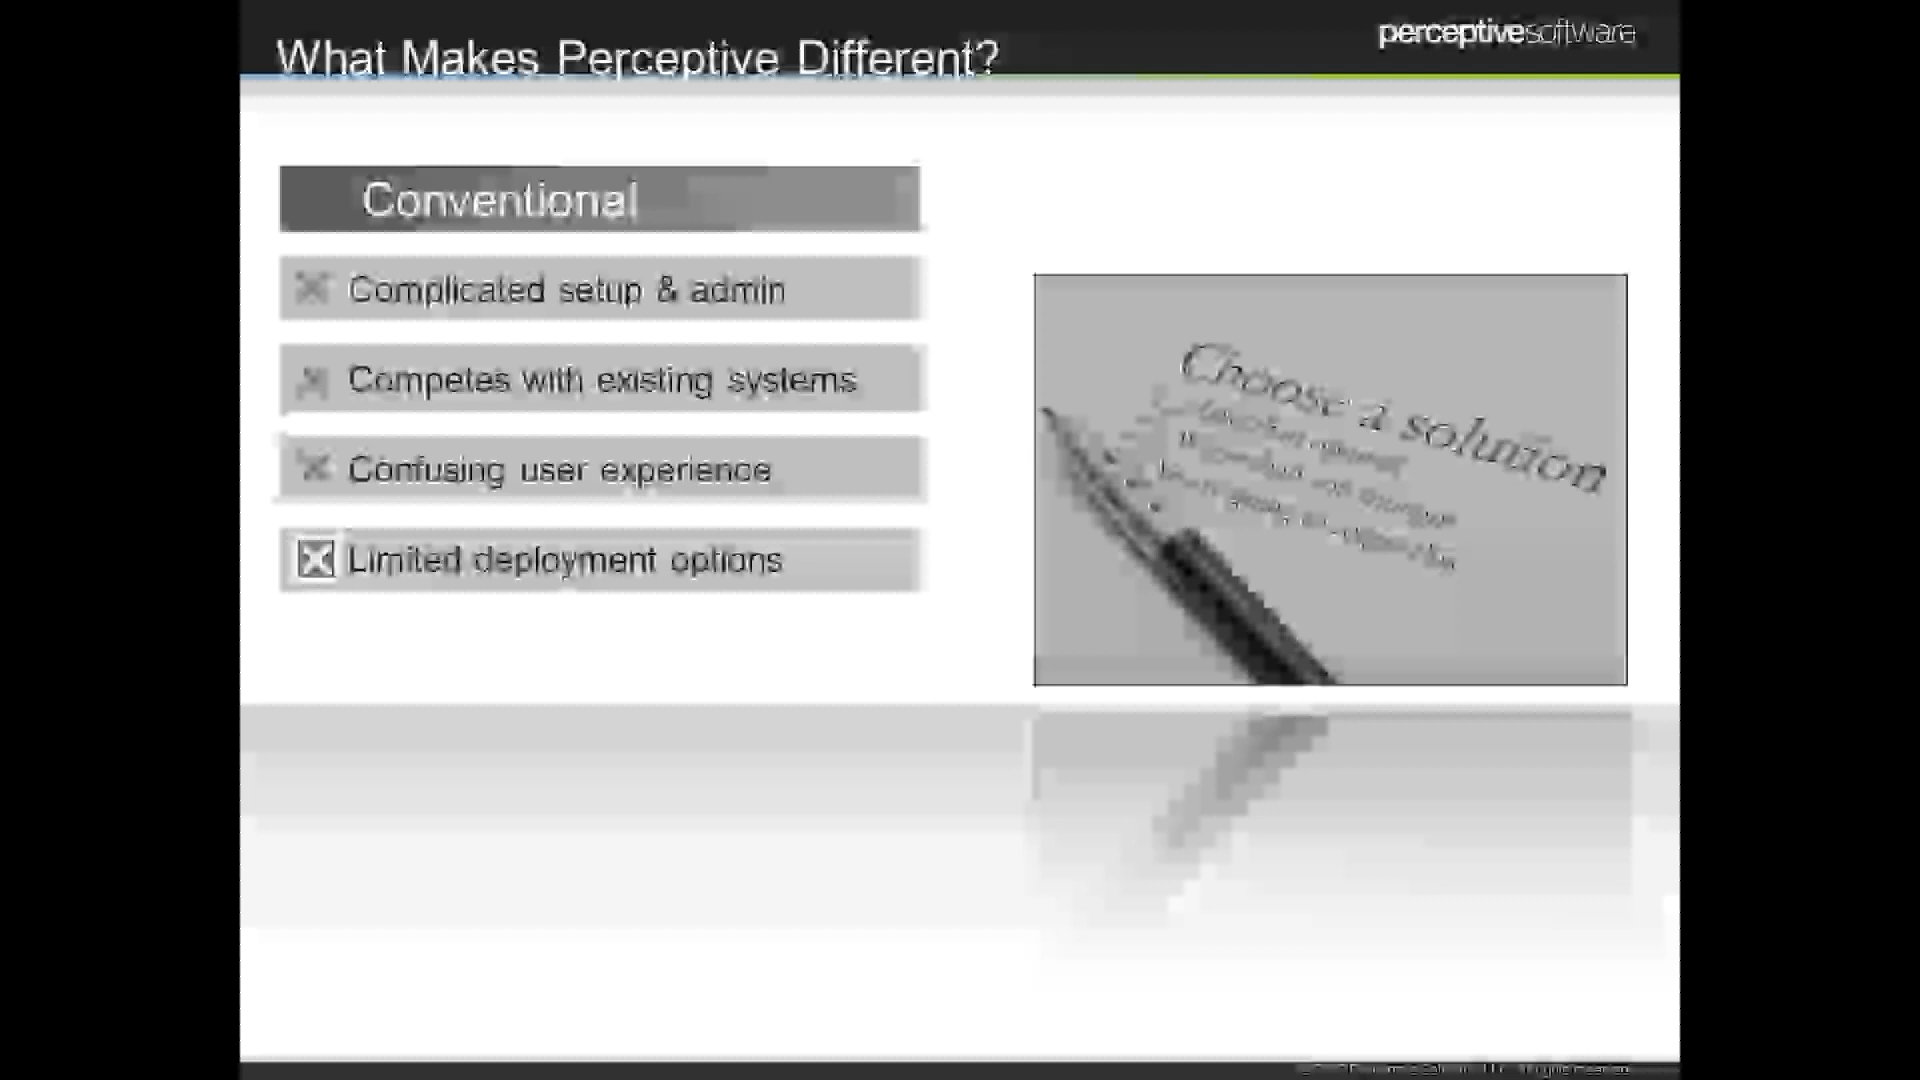 What Makes Perceptive Different?
perceptivesoftware
Conventional
Complicated setup & admin
Competes with existing systems
Confusing user experience
Limited deployment options
Choose a solution